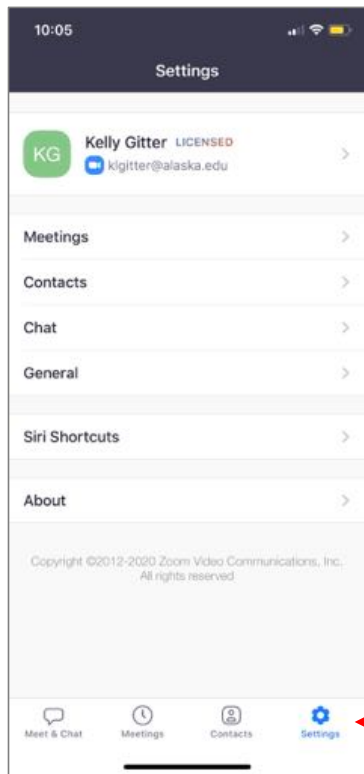 10:05
Settings
KG
Kelly Gitter LICENSED
klgitter@alaska.edu
Meetings
Contacts
Chat
General
Siri Shortcuts
About
Copyright ©2012-2020 Zoom Video Communications, Inc.
All rights reserved
Meet & Chat Meetings Contacts Settings